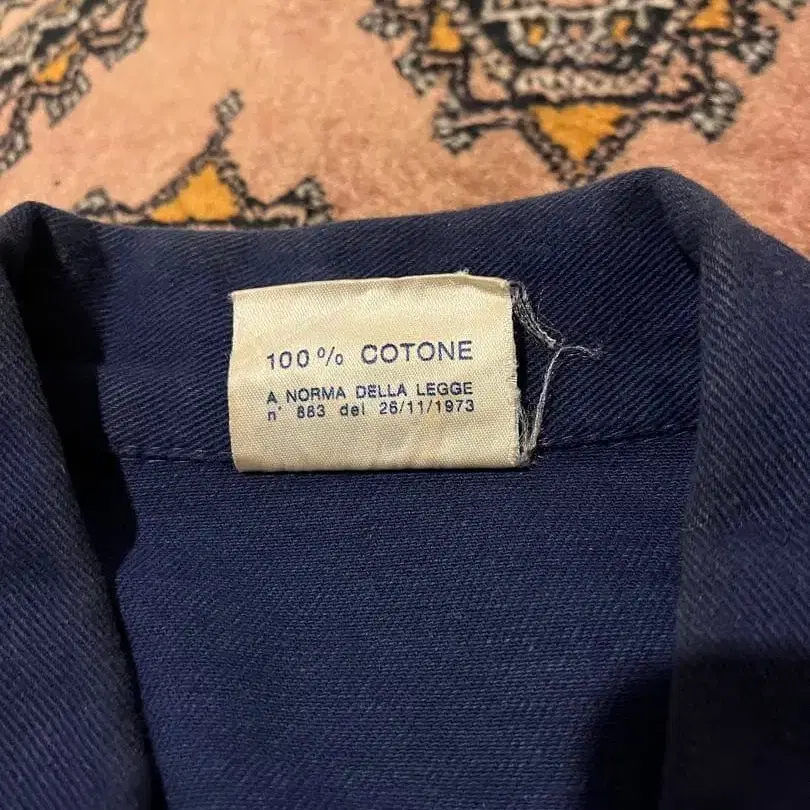 100% COTONE
A NORMA DELLA LEGGE
n° 883 del 26/11/1973